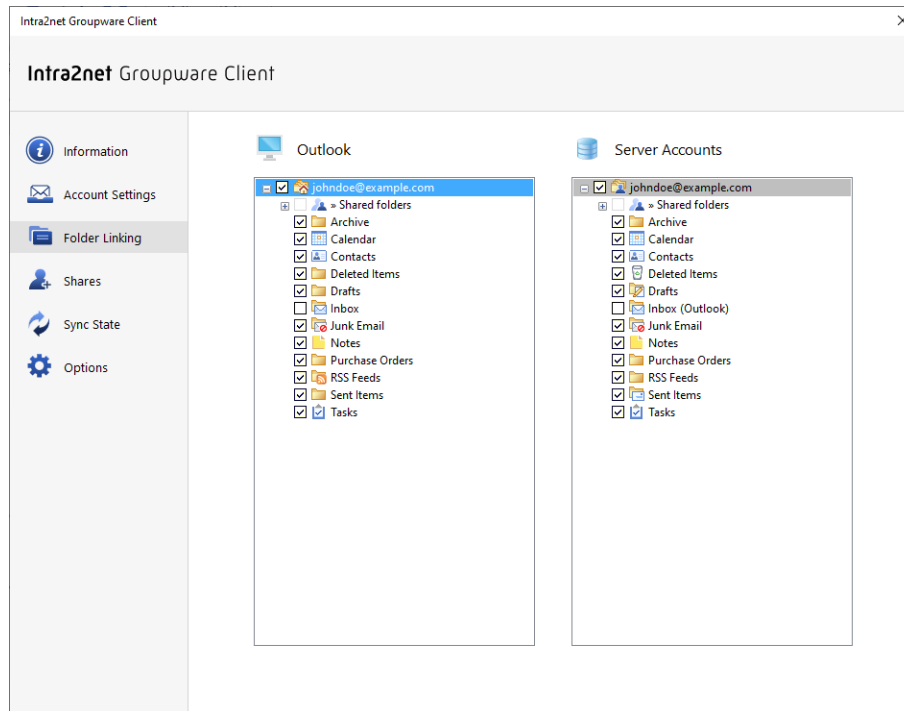 Intra2net Groupware Client
Intra2net Groupware Client
Information
Account Settings
Folder Linking
Shares
Sync State
Options
Outlook
johndoe@example.com
» Shared folders
Archive
Calendar
Contacts
Deleted Items
Drafts
Inbox
Junk Email
Notes
Purchase Orders
RSS Feeds
Sent Items
Tasks
Server Accounts
johndoe@example.com
» Shared folders
Archive
Calendar
Contacts
Deleted Items
Drafts
Inbox (Outlook)
Junk Email
Notes
Purchase Orders
RSS Feeds
Sent Items
Tasks